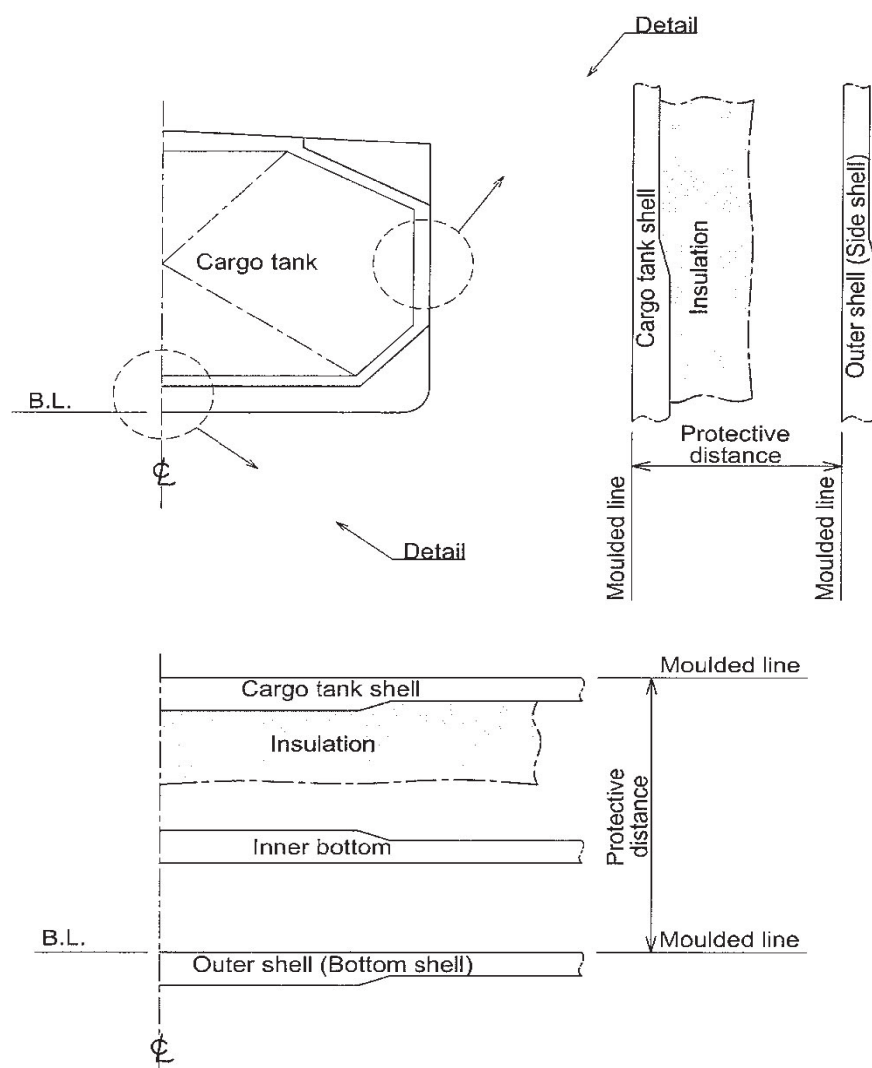 Detail
Cargo tank
B.L.
℄
Detail
Cargo tank shell
Insulation
Outer shell (Side shell)
Protective
distance
Moulded line
Moulded line
Moulded line
Cargo tank shell
Insulation
Protective
distance
Inner bottom
B.L.
Moulded line
Outer shell (Bottom shell)
℄